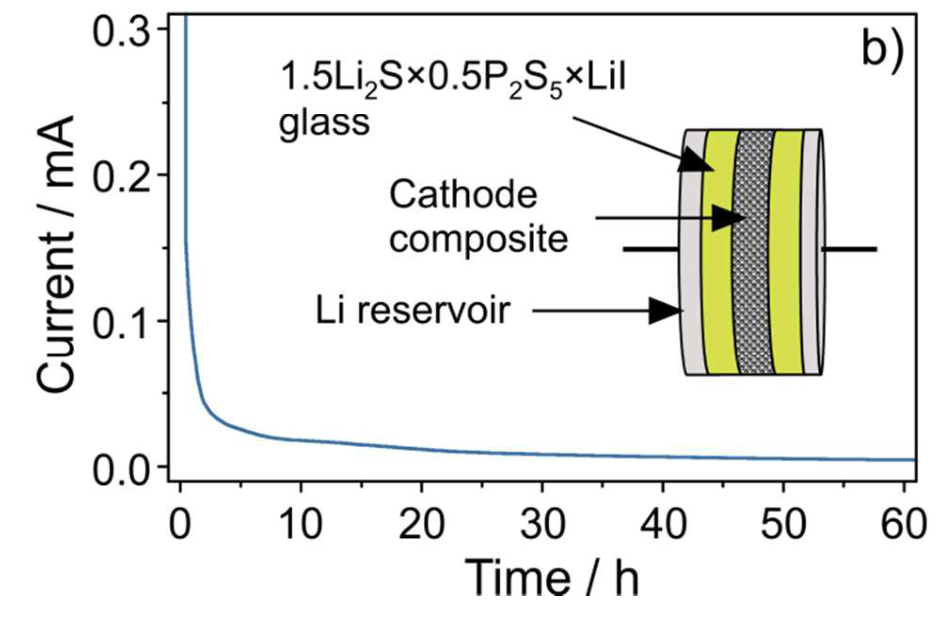 b)
1.5Li₂S×0.5P₂S₅×LiI
glass
Cathode
composite
Li reservoir
Current / mA
0.3
0.2
0.1
0.0
0 10 20 30 40 50 60
Time / h